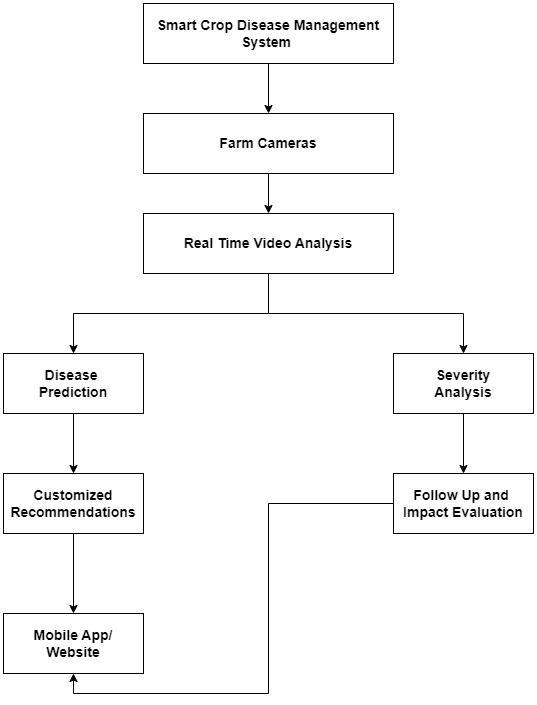 Smart Crop Disease Management
System
Farm Cameras
Real Time Video Analysis
Disease
Prediction
Severity
Analysis
Customized
Recommendations
Follow Up and
Impact Evaluation
Mobile App/
Website